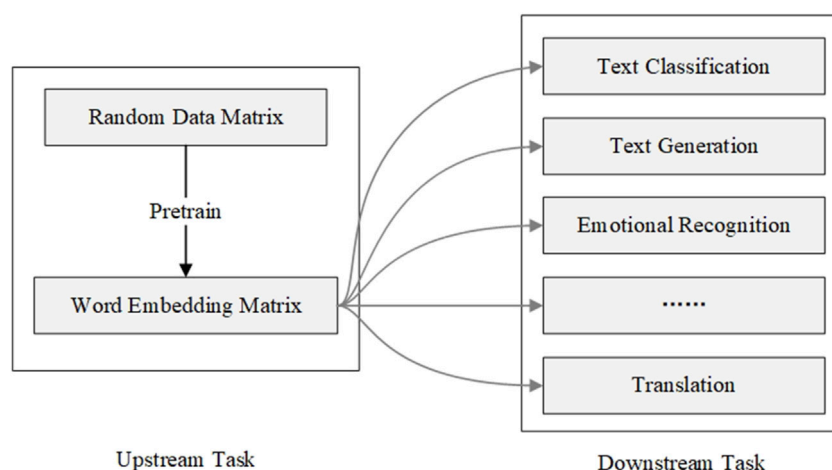 Random Data Matrix
Pretrain
Word Embedding Matrix
Upstream Task
Text Classification
Text Generation
Emotional Recognition
······
Translation
Downstream Task